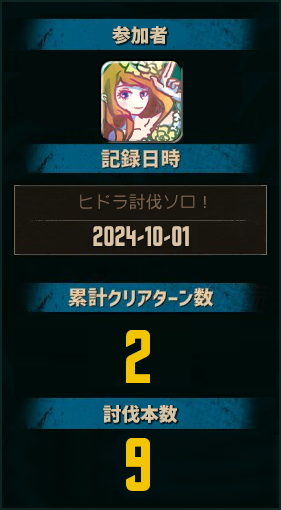 参加者
記録日時
ヒドラ討伐ソロ！
2024-10-01
累計クリアターン数
2
討伐本数
9